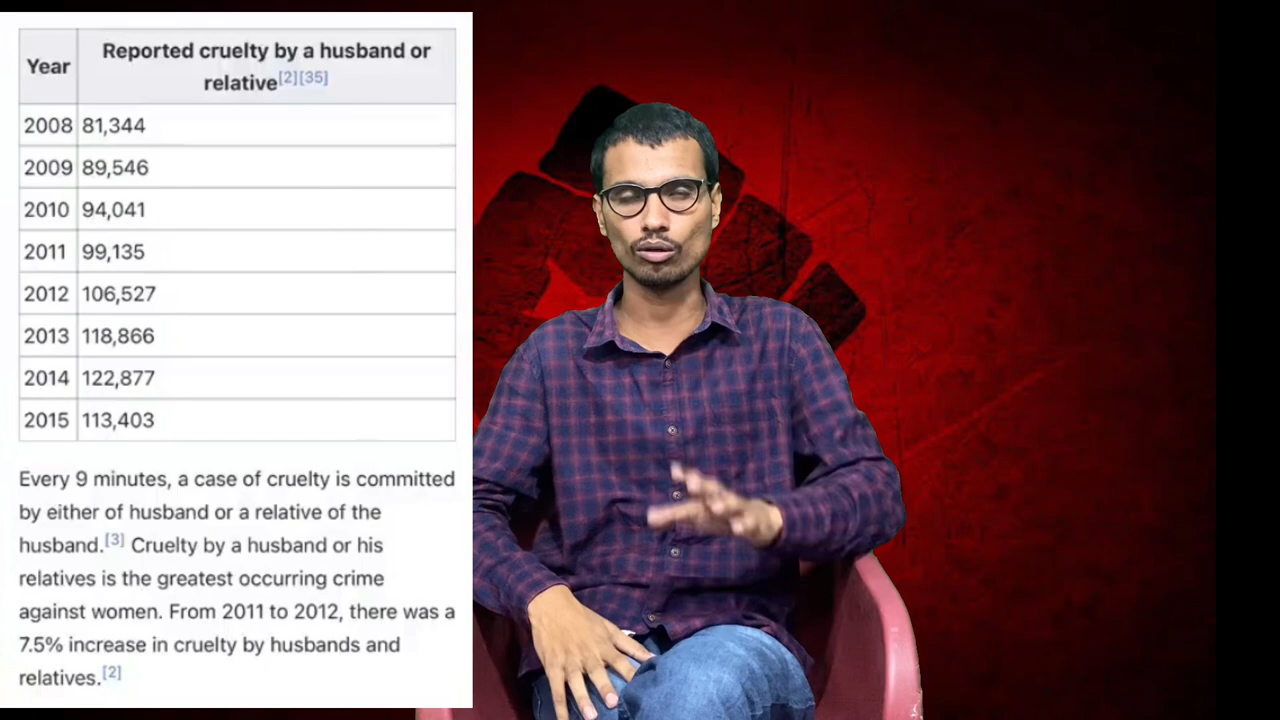 Year Reported cruelty by a husband or
relative[2][35]
2008 81,344
2009 89,546
2010 94,041
2011 99,135
2012 106,527
2013 118,866
2014 122,877
2015 113,403
Every 9 minutes, a case of cruelty is committed
by either of husband or a relative of the
husband.[3] Cruelty by a husband or his
relatives is the greatest occurring crime
against women. From 2011 to 2012, there was a
7.5% increase in cruelty by husbands and
relatives.[2]